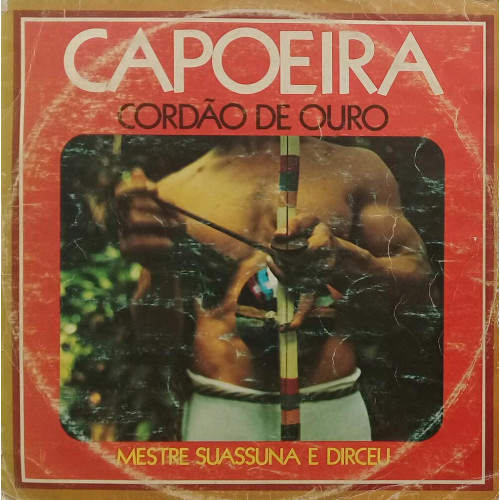 CAPOEIRA
CORDÃO DE OURO
MESTRE SUASSUNA E DIRCEU